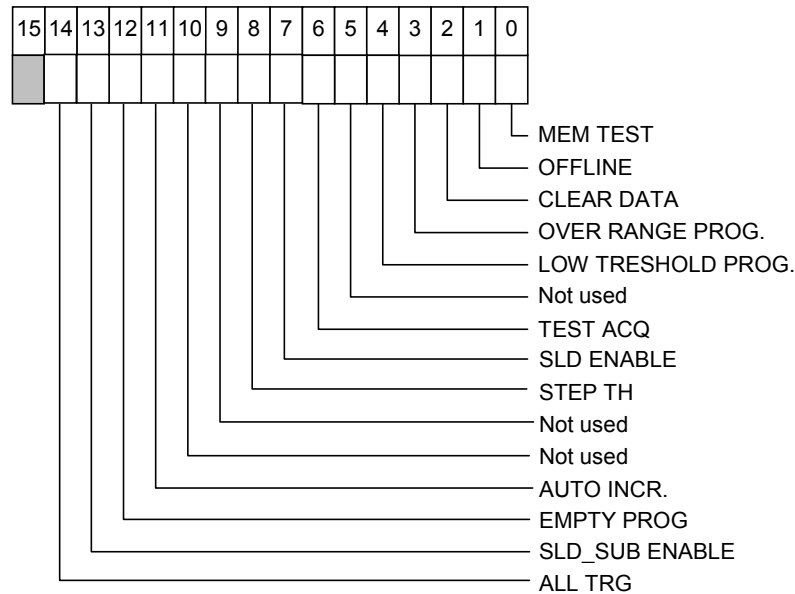 15 14 13 12 11 10 9 8 7 6 5 4 3 2 1 0
MEM TEST
OFFLINE
CLEAR DATA
OVER RANGE PROG.
LOW TRESHOLD PROG.
Not used
TEST ACQ
SLD ENABLE
STEP TH
Not used
Not used
AUTO INCR.
EMPTY PROG
SLD_SUB ENABLE
ALL TRG